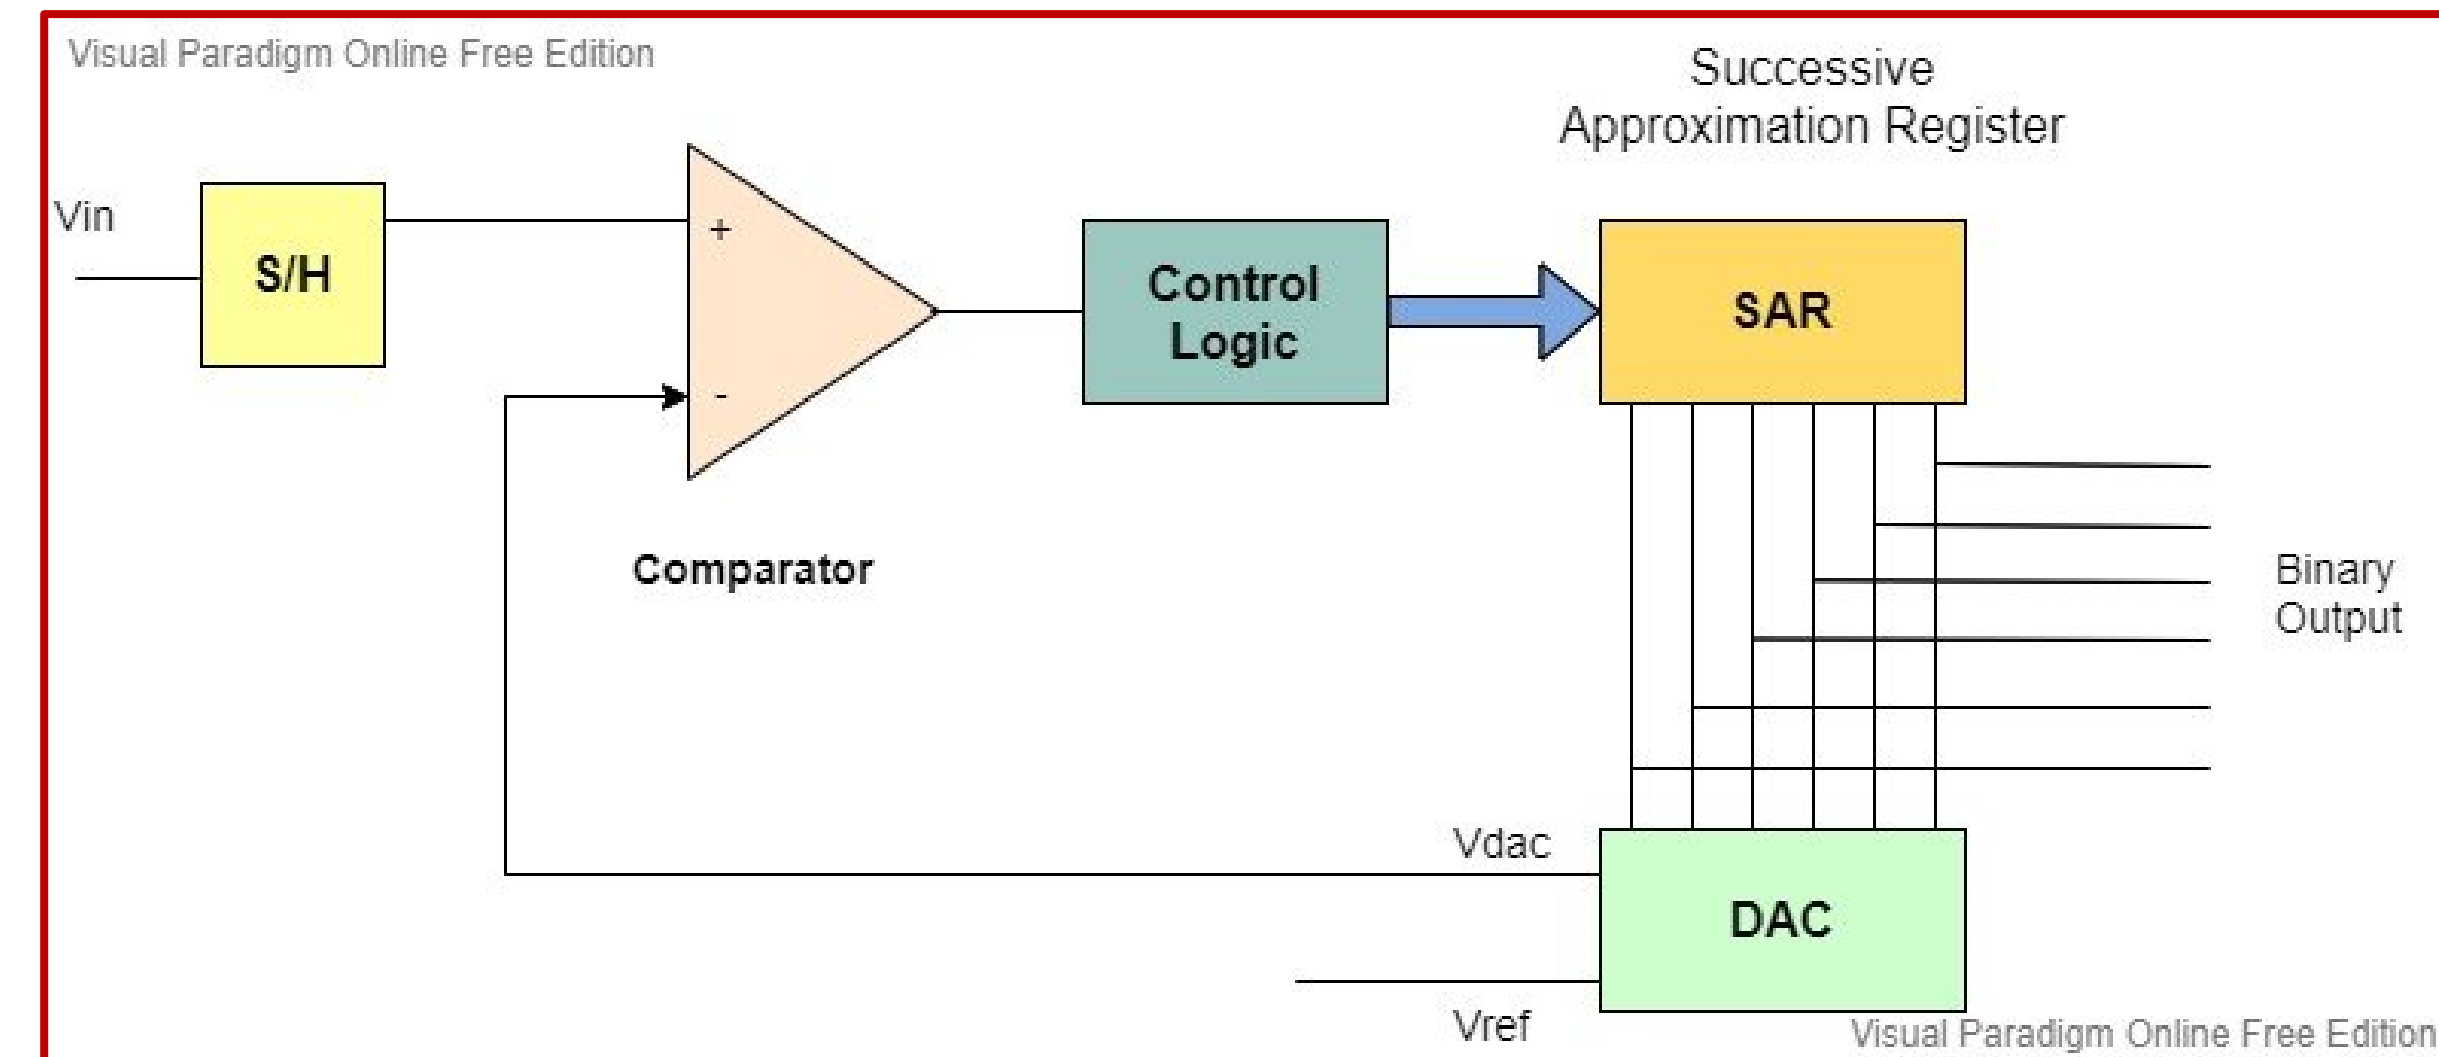 Visual Paradigm Online Free Edition
Successive
Approximation Register
Vin
S/H
+
-
Control
Logic
SAR
Comparator
Binary
Output
Vdac
DAC
Vref
Visual Paradigm Online Free Edition